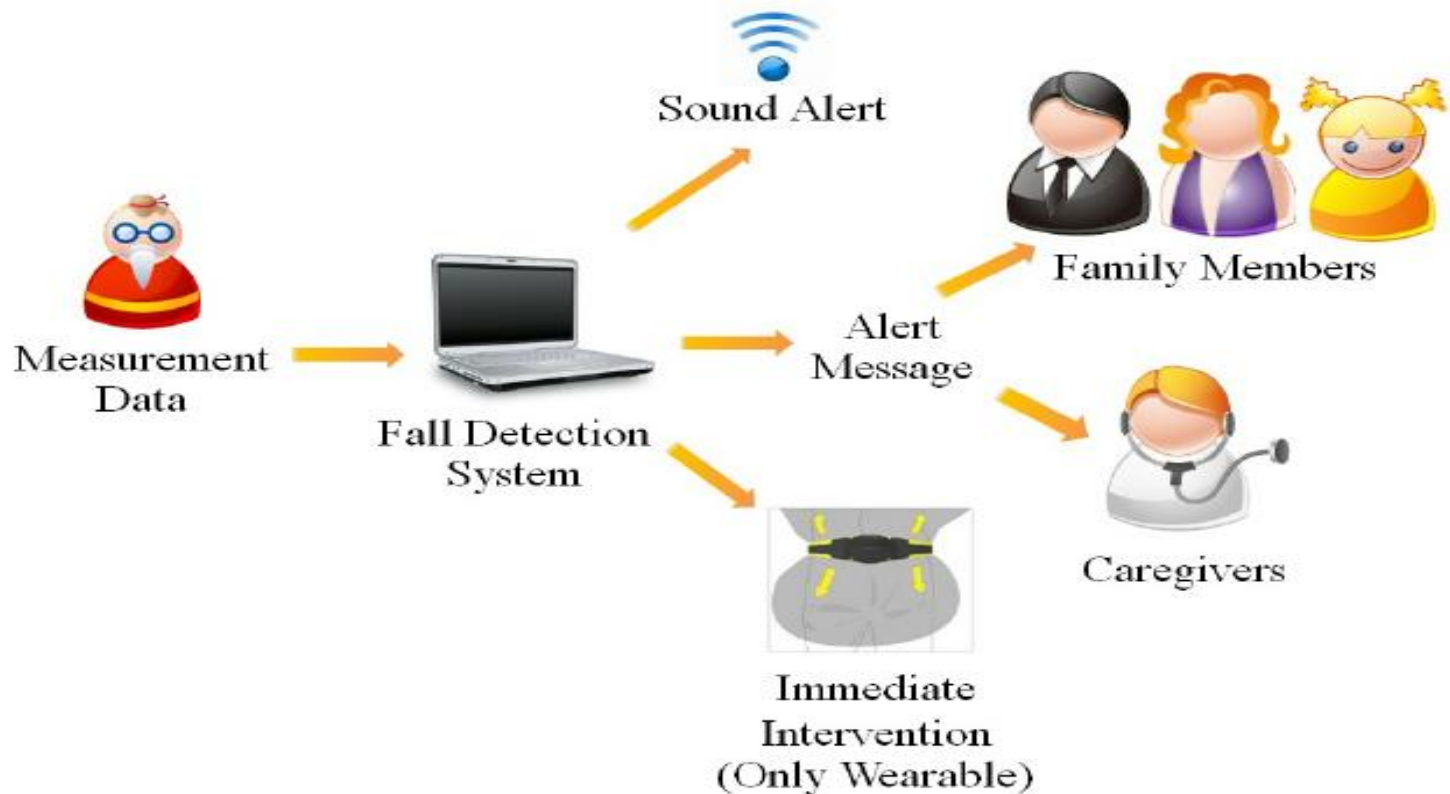 Sound Alert
Family Members
Measurement
Data
Fall Detection
System
Alert
Message
Caregivers
Immediate
Intervention
(Only Wearable)